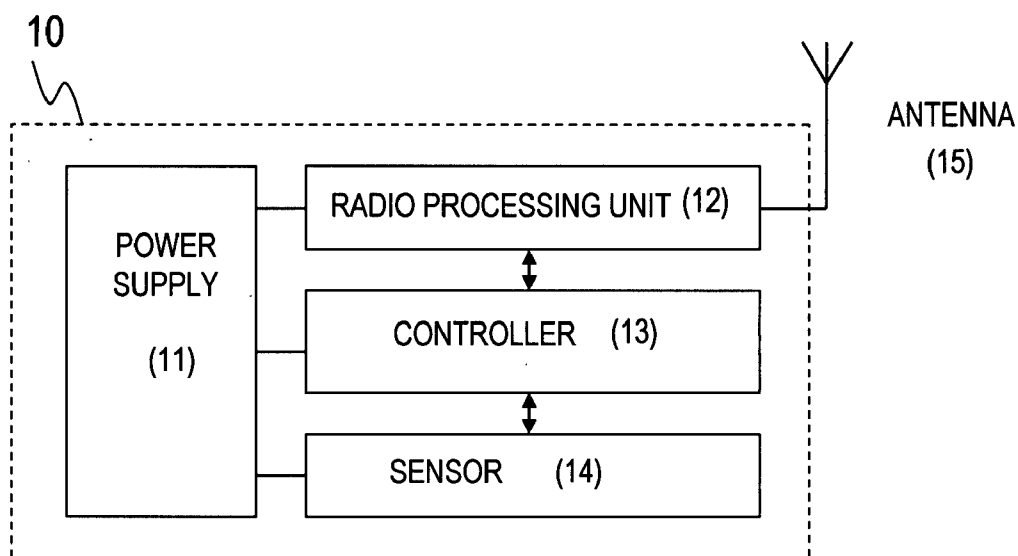 10
ANTENNA
(15)
RADIO PROCESSING UNIT (12)
POWER
SUPPLY
(11)
CONTROLLER (13)
SENSOR (14)